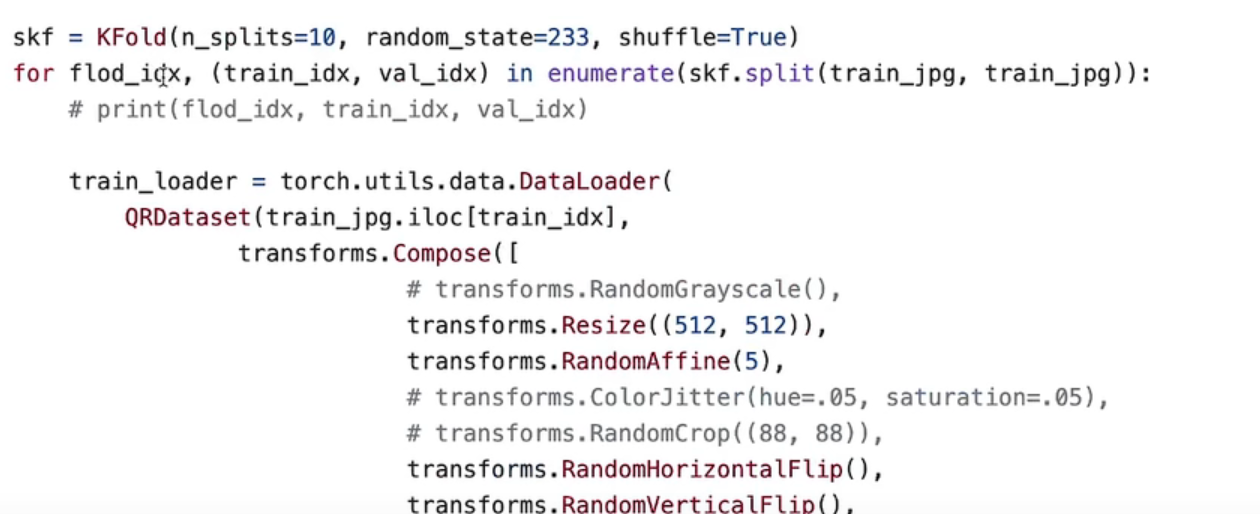 skf = KFold(n_splits=10, random_state=233, shuffle=True)
for flod_idx, (train_idx, val_idx) in enumerate(skf.split(train_jpg, train_jpg)):
# print(flod_idx, train_idx, val_idx)
train_loader = torch.utils.data.DataLoader(
QRDataset(train_jpg.iloc[train_idx],
transforms.Compose([
# transforms.RandomGrayscale(),
transforms.Resize((512, 512)),
transforms.RandomAffine(5),
# transforms.ColorJitter(hue=.05, saturation=.05),
# transforms.RandomCrop((88, 88)),
transforms.RandomHorizontalFlip(),
transforms.RandomVerticalFlip(),